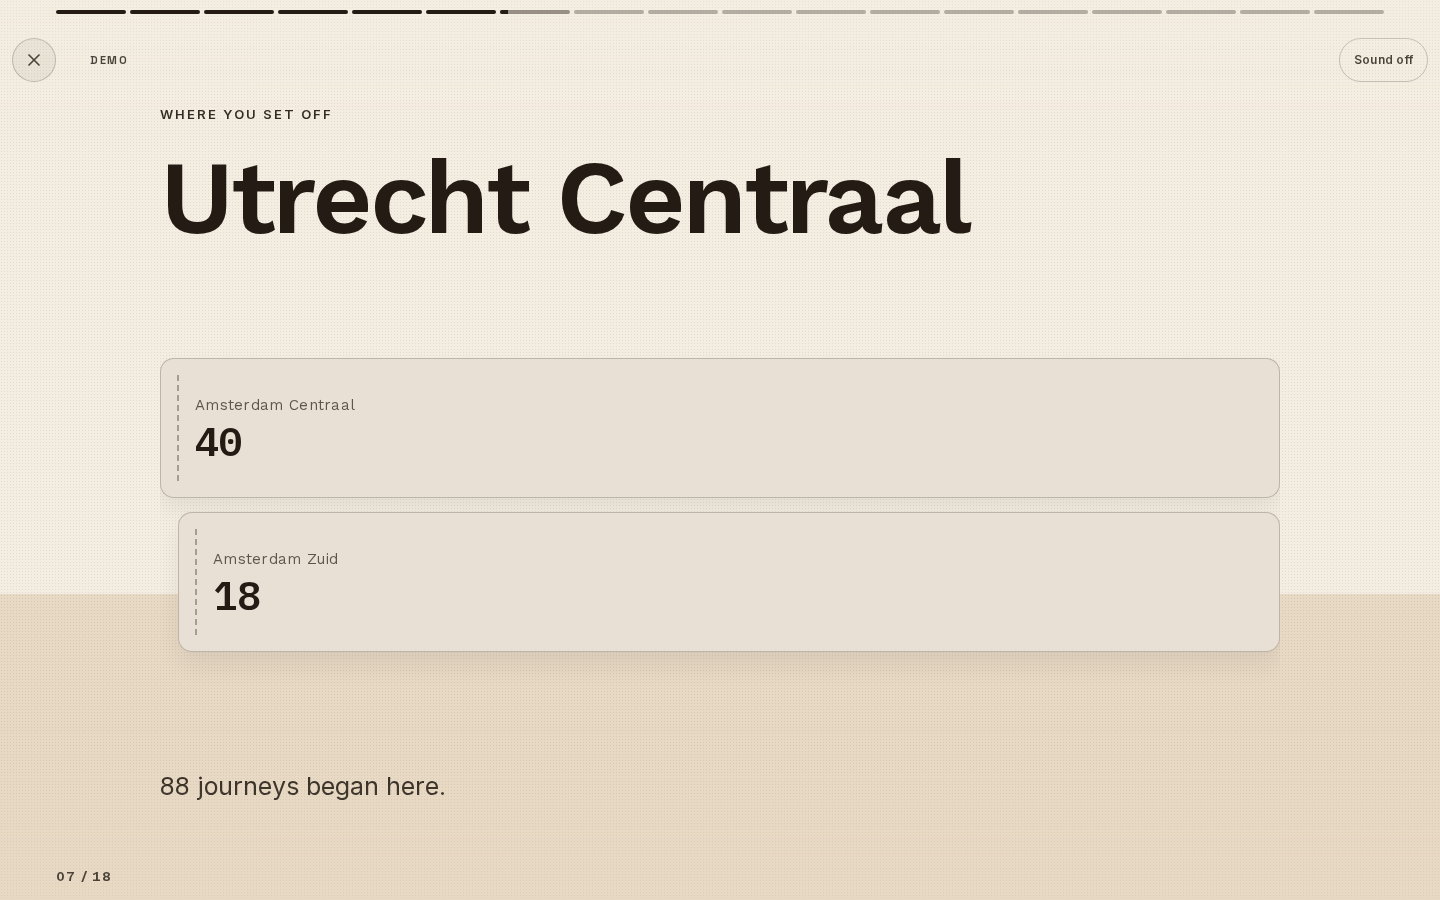 DEMO
Sound off
WHERE YOU SET OFF
Utrecht Centraal
Amsterdam Centraal
40
Amsterdam Zuid
18
88 journeys began here.
07 / 18